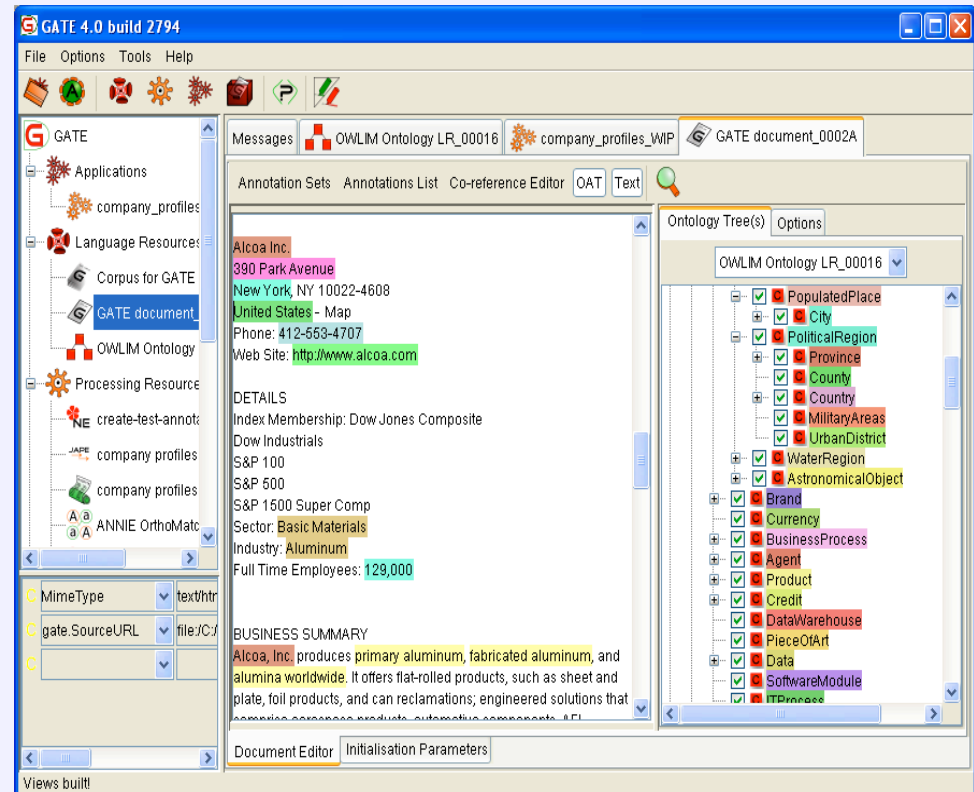 GATE 4.0 build 2794
File Options Tools Help
GATE
Applications
company_profiles
Language Resources
Corpus for GATE
GATE document_
OWLIM Ontology
Processing Resource
create-test-annota
company profiles
company profiles
ANNIE OrthoMatc
MimeType text/htr
gate.SourceURL file:/C:/
Messages OWLIM Ontology LR_00016 company_profiles_WIP GATE document_0002A
Annotation Sets Annotations List Co-reference Editor OAT Text
Alcoa Inc.
390 Park Avenue
New York, NY 10022-4608
United States - Map
Phone: 412-553-4707
Web Site: http://www.alcoa.com
DETAILS
Index Membership: Dow Jones Composite
Dow Industrials
S&P 100
S&P 500
S&P 1500 Super Comp
Sector: Basic Materials
Industry: Aluminum
Full Time Employees: 129,000
BUSINESS SUMMARY
Alcoa, Inc. produces primary aluminum, fabricated aluminum, and
alumina worldwide. It offers flat-rolled products, such as sheet and
plate, foil products, and can reclamations; engineered solutions that
Ontology Tree(s) Options
OWLIM Ontology LR_00016
C PopulatedPlace
C City
C PoliticalRegion
C Province
C County
C Country
C MilitaryAreas
C UrbanDistrict
C WaterRegion
C AstronomicalObject
C Brand
C Currency
C BusinessProcess
C Agent
C Product
C Credit
C DataWarehouse
C PieceOfArt
C Data
C SoftwareModule
C ITProcess
Document Editor Initialisation Parameters
Views built!